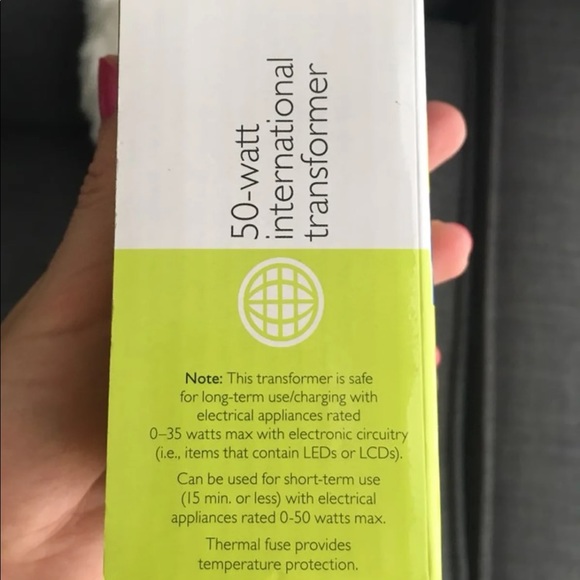 50-watt
international
transformer
Note: This transformer is safe
for long-term use/charging with
electrical appliances rated
0–35 watts max with electronic circuitry
(i.e., items that contain LEDs or LCDs).
Can be used for short-term use
(15 min. or less) with electrical
appliances rated 0-50 watts max.
Thermal fuse provides
temperature protection.